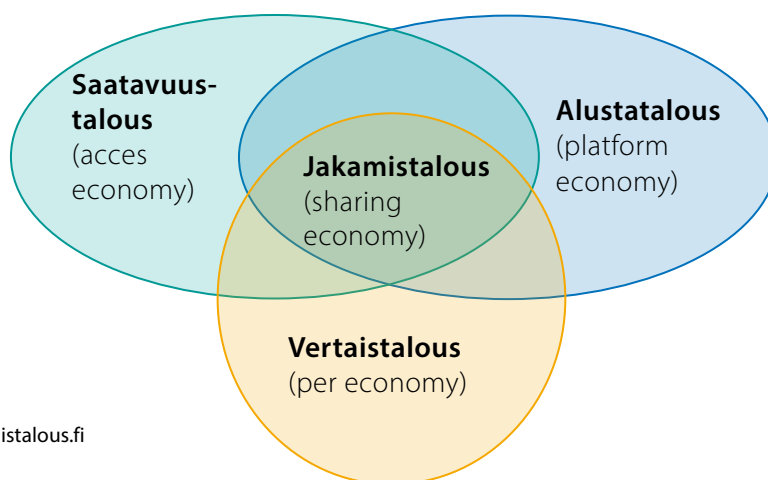 Saatavuus-
talous
(acces
economy)
Alustatalous
(platform
economy)
Jakamistalous
(sharing
economy)
Vertaistalous
(per economy)
istalous.fi